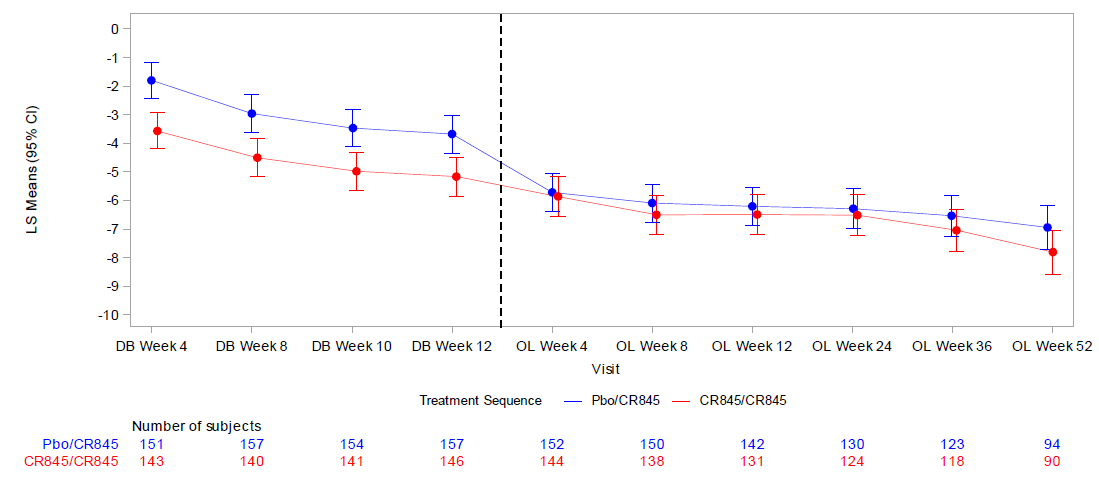 0
-1
-2
-3
-4
-5
-6
-7
-8
-9
-10
LS Means (95% CI)
DB Week 4 DB Week 8 DB Week 10 DB Week 12 OL Week 4 OL Week 8 OL Week 12 OL Week 24 OL Week 36 OL Week 52
Visit
Treatment Sequence Pbo/CR845 CR845/CR845
Number of subjects
Pbo/CR845 151 157 154 157 152 150 142 130 123 94
CR845/CR845 143 140 141 146 144 138 131 124 118 90